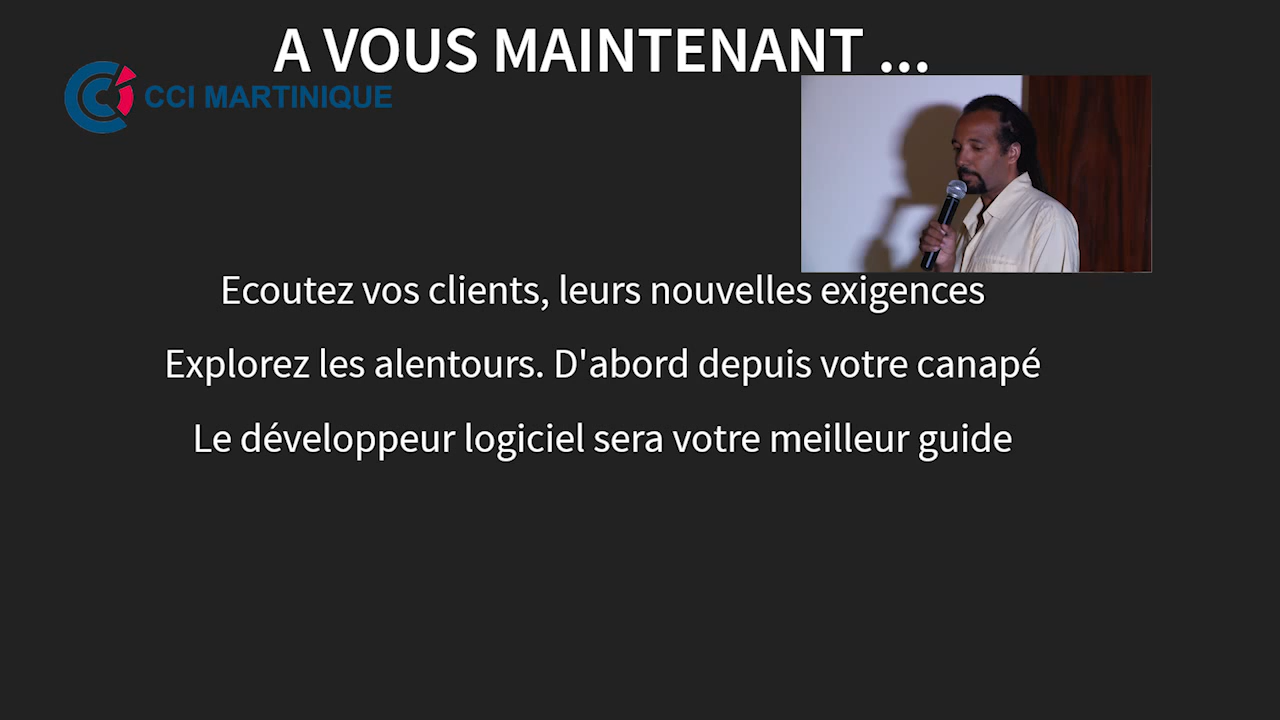 A VOUS MAINTENANT ...
CCI MARTINIQUE
Ecoutez vos clients, leurs nouvelles exigences
Explorez les alentours. D'abord depuis votre canapé
Le développeur logiciel sera votre meilleur guide